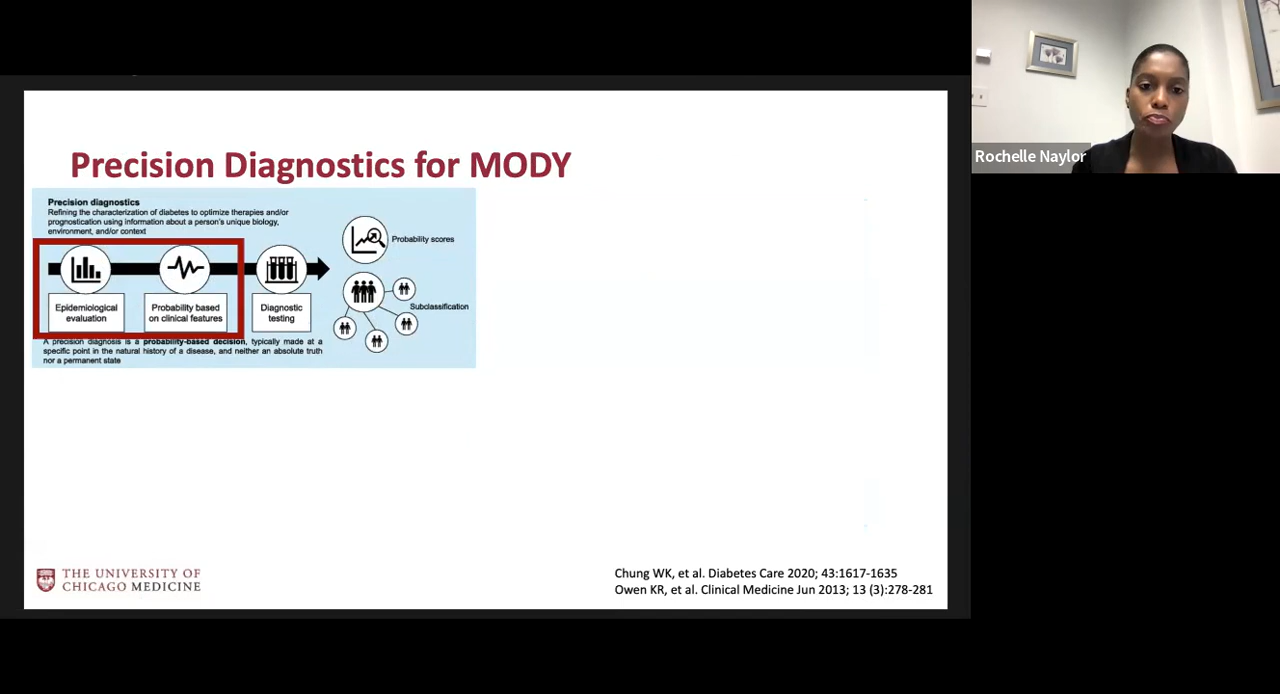 Precision Diagnostics for MODY
Precision diagnostics
Refining the characterization of diabetes to optimize therapies and/or
prognostication using information about a person's unique biology,
environment, and/or context
Epidemiological
evaluation
Probability based
on clinical features
Diagnostic
testing
Probability scores
Subclassification
A precision diagnosis is a probability-based decision, typically made at a
specific point in the natural history of a disease, and neither an absolute truth
nor a permanent state
THE UNIVERSITY OF
CHICAGO MEDICINE
Chung WK, et al. Diabetes Care 2020; 43:1617-1635
Owen KR, et al. Clinical Medicine Jun 2013; 13 (3):278-281
Rochelle Naylor